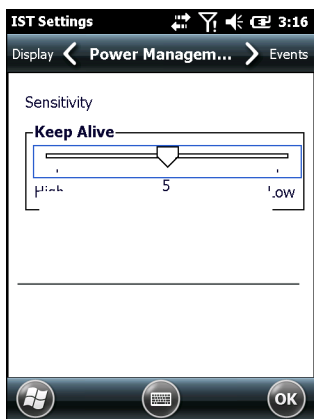 IST Settings 3:16
Display Power Managem... Events
Sensitivity
Keep Alive
5
OK